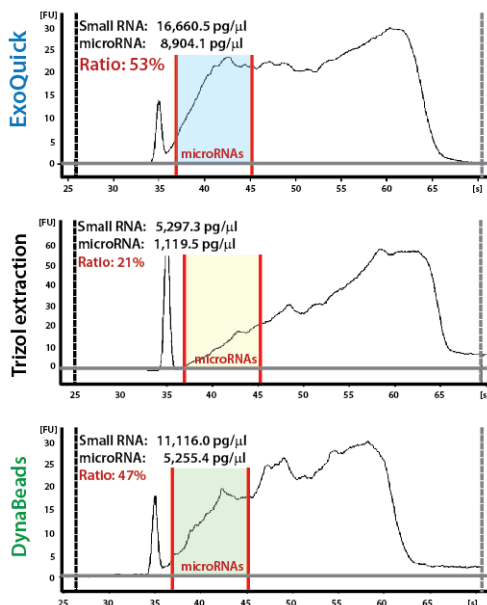 ExoQuick
[FU]
Small RNA: 16,660.5 pg/µl
microRNA: 8,904.1 pg/µl
Ratio: 53%
30
25
20
15
10
5
0
microRNAs
25 30 35 40 45 50 55 60 65 [s]
Trizol extraction
[FU]
Small RNA: 5,297.3 pg/µl
microRNA: 1,119.5 pg/µl
Ratio: 21%
60
50
40
30
20
10
0
microRNAs
25 30 35 40 45 50 55 60 65 [s]
DynaBeads
[FU]
Small RNA: 11,116.0 pg/µl
microRNA: 5,255.4 pg/µl
Ratio: 47%
30
25
20
15
10
5
0
microRNAs
25 30 35 40 45 50 55 60 65 [s]